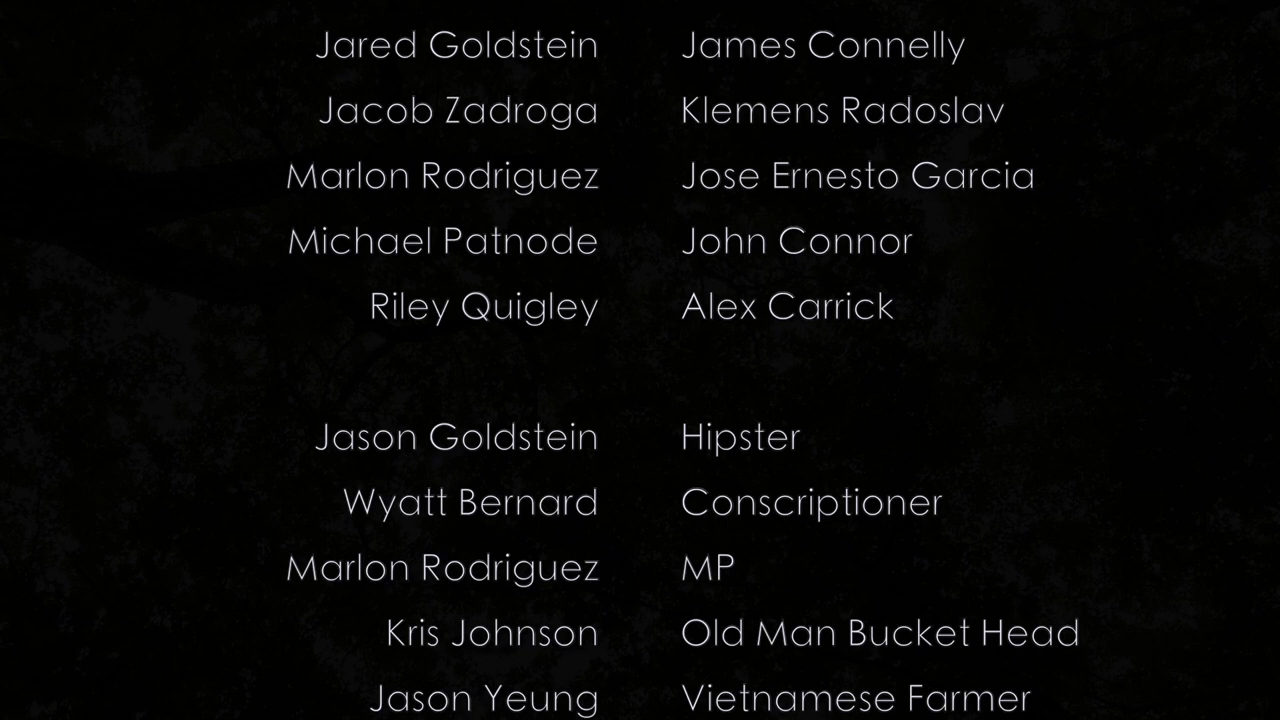 Jared Goldstein James Connelly
Jacob Zadroga Klemens Radoslav
Marlon Rodriguez Jose Ernesto Garcia
Michael Patnode John Connor
Riley Quigley Alex Carrick
Jason Goldstein Hipster
Wyatt Bernard Conscriptioner
Marlon Rodriguez MP
Kris Johnson Old Man Bucket Head
Jason Yeung Vietnamese Farmer